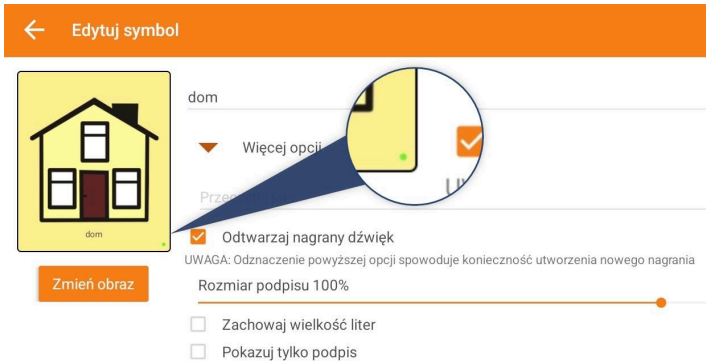 Edytuj symbol
dom
Więcej opcji
dom
Odtwarzaj nagrany dźwięk
UWAGA: Odznaczenie powyższej opcji spowoduje konieczność utworzenia nowego nagrania
Zmień obraz
Rozmiar podpisu 100%
Zachowaj wielkość liter
Pokazuj tylko podpis